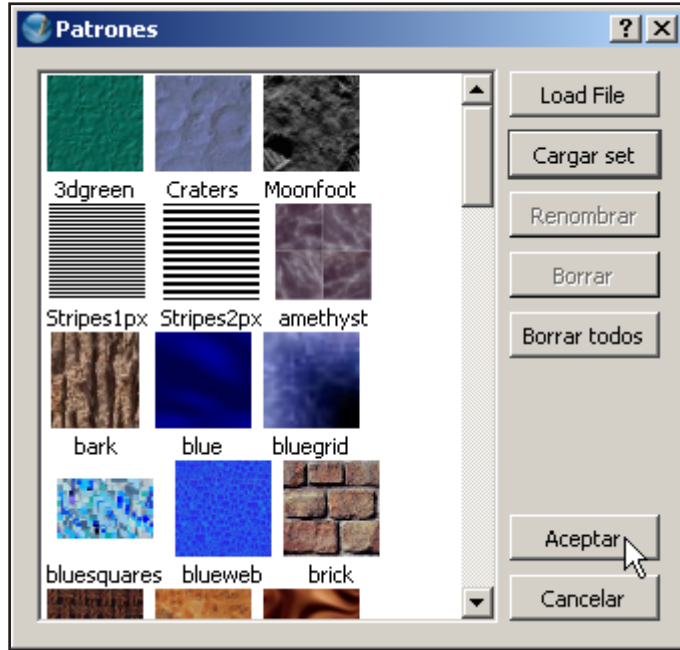 Patrones
3dgreen Craters Moonfoot
Stripes1px Stripes2px amethyst
bark blue bluegrid
bluesquares blueweb brick
Load File
Cargar set
Renombrar
Borrar
Borrar todos
Aceptar
Cancelar